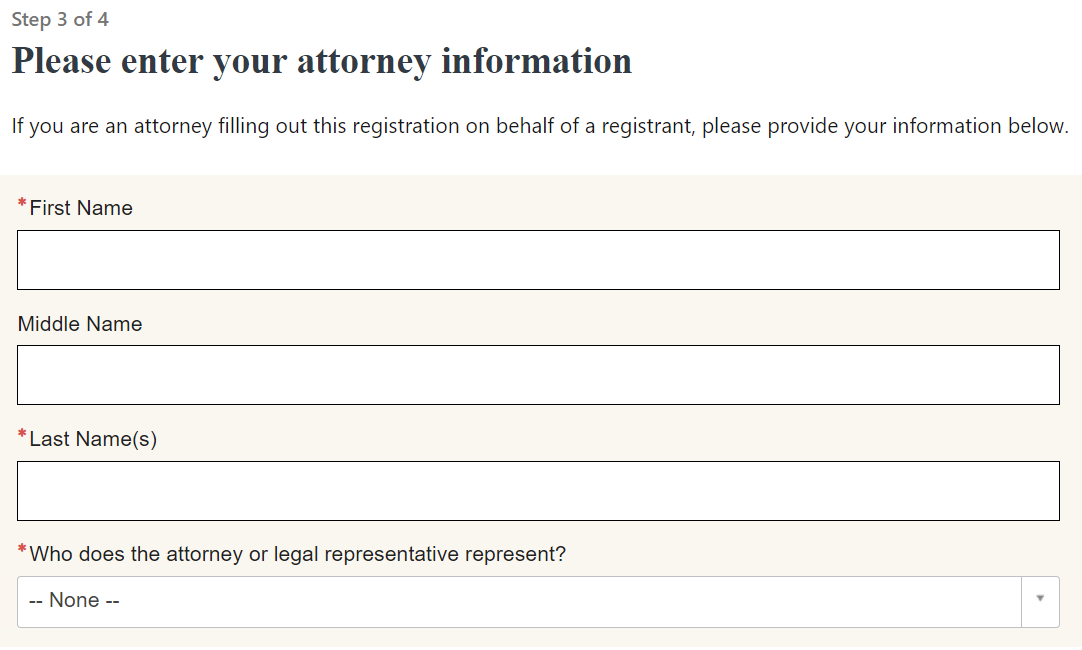 Step 3 of 4
Please enter your attorney information
If you are an attorney filling out this registration on behalf of a registrant, please provide your information below.
*First Name
Middle Name
*Last Name(s)
*Who does the attorney or legal representative represent?
-- None --